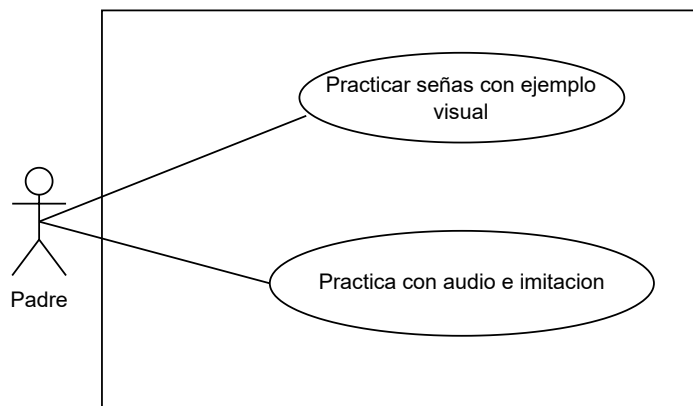 Practicar señas con ejemplo
visual
Practica con audio e imitacion
Padre